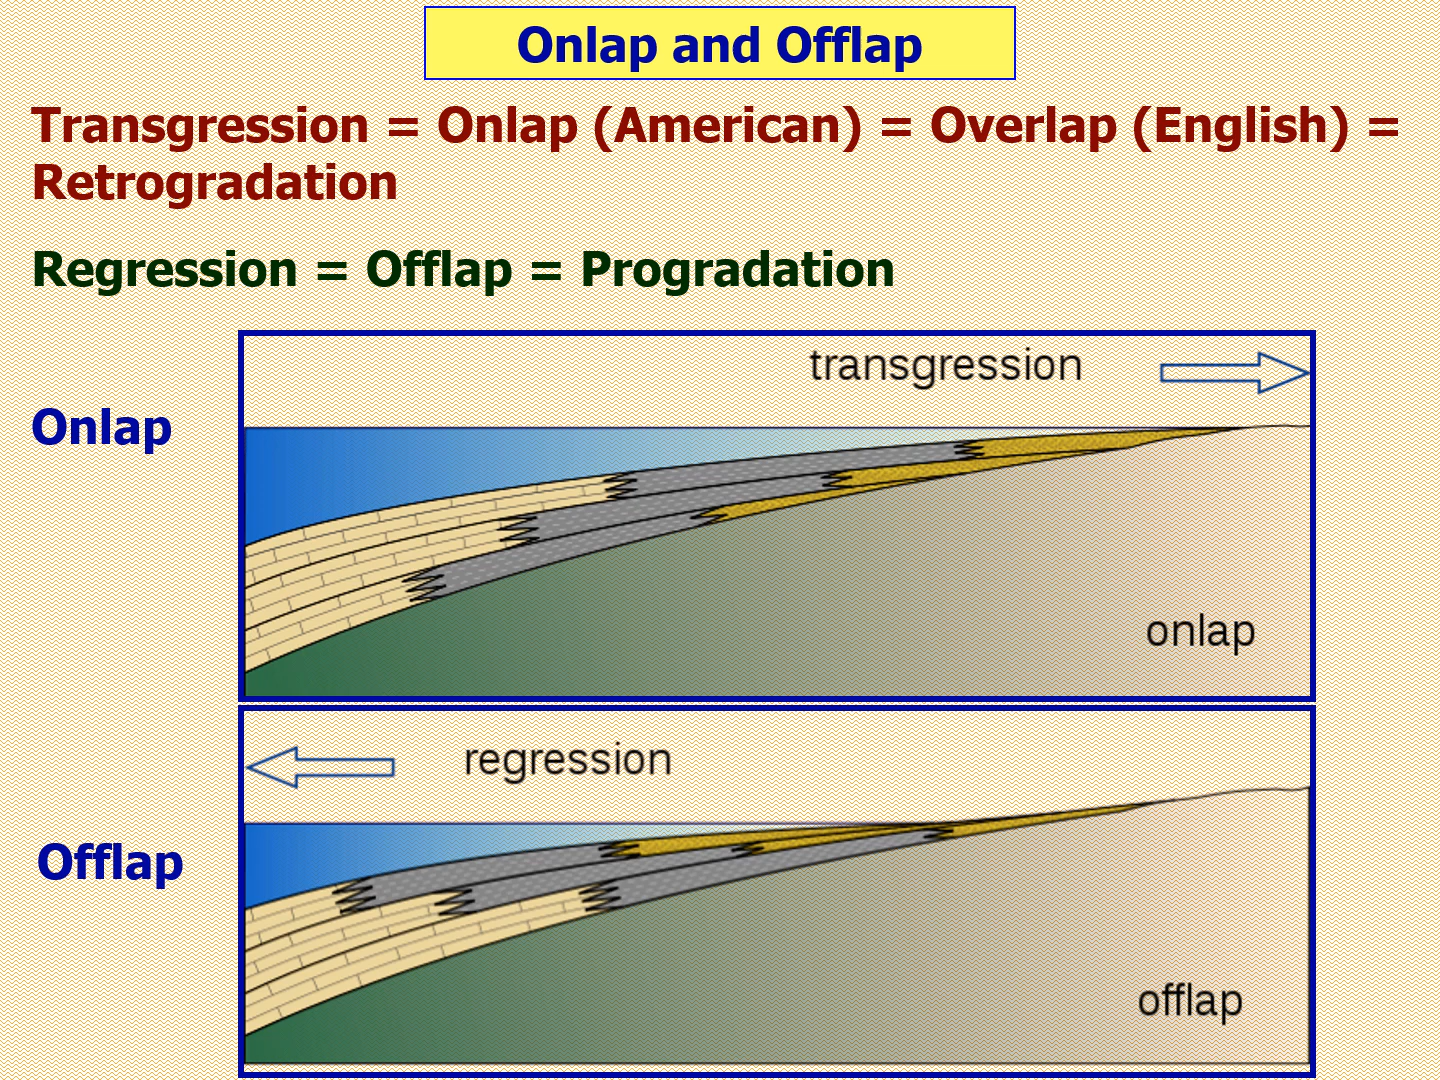 Onlap and Offlap
Transgression = Onlap (American) = Overlap (English) =
Retrogradation
Regression = Offlap = Progradation
transgression
Onlap
onlap
regression
Offlap
offlap